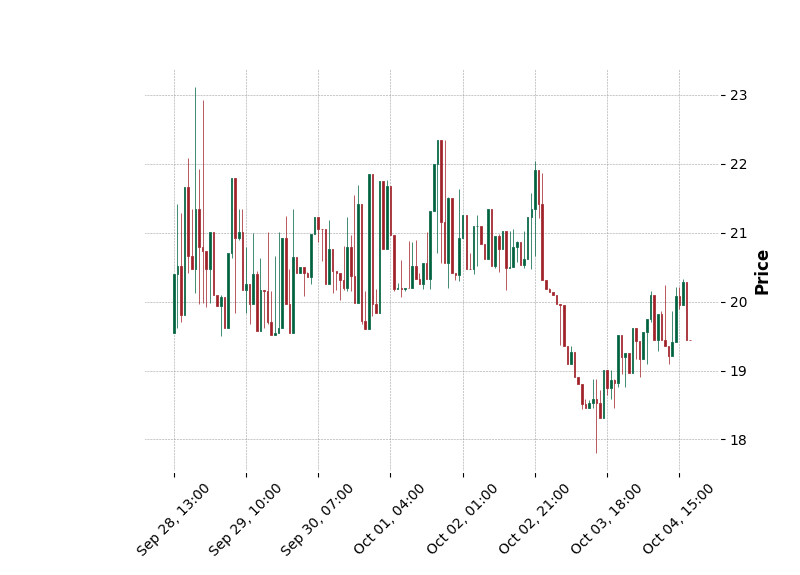 23
22
21
20
19
18
Price
Sep 28, 13:00
Sep 29, 10:00
Sep 30, 07:00
Oct 01, 04:00
Oct 02, 01:00
Oct 02, 21:00
Oct 03, 18:00
Oct 04, 15:00